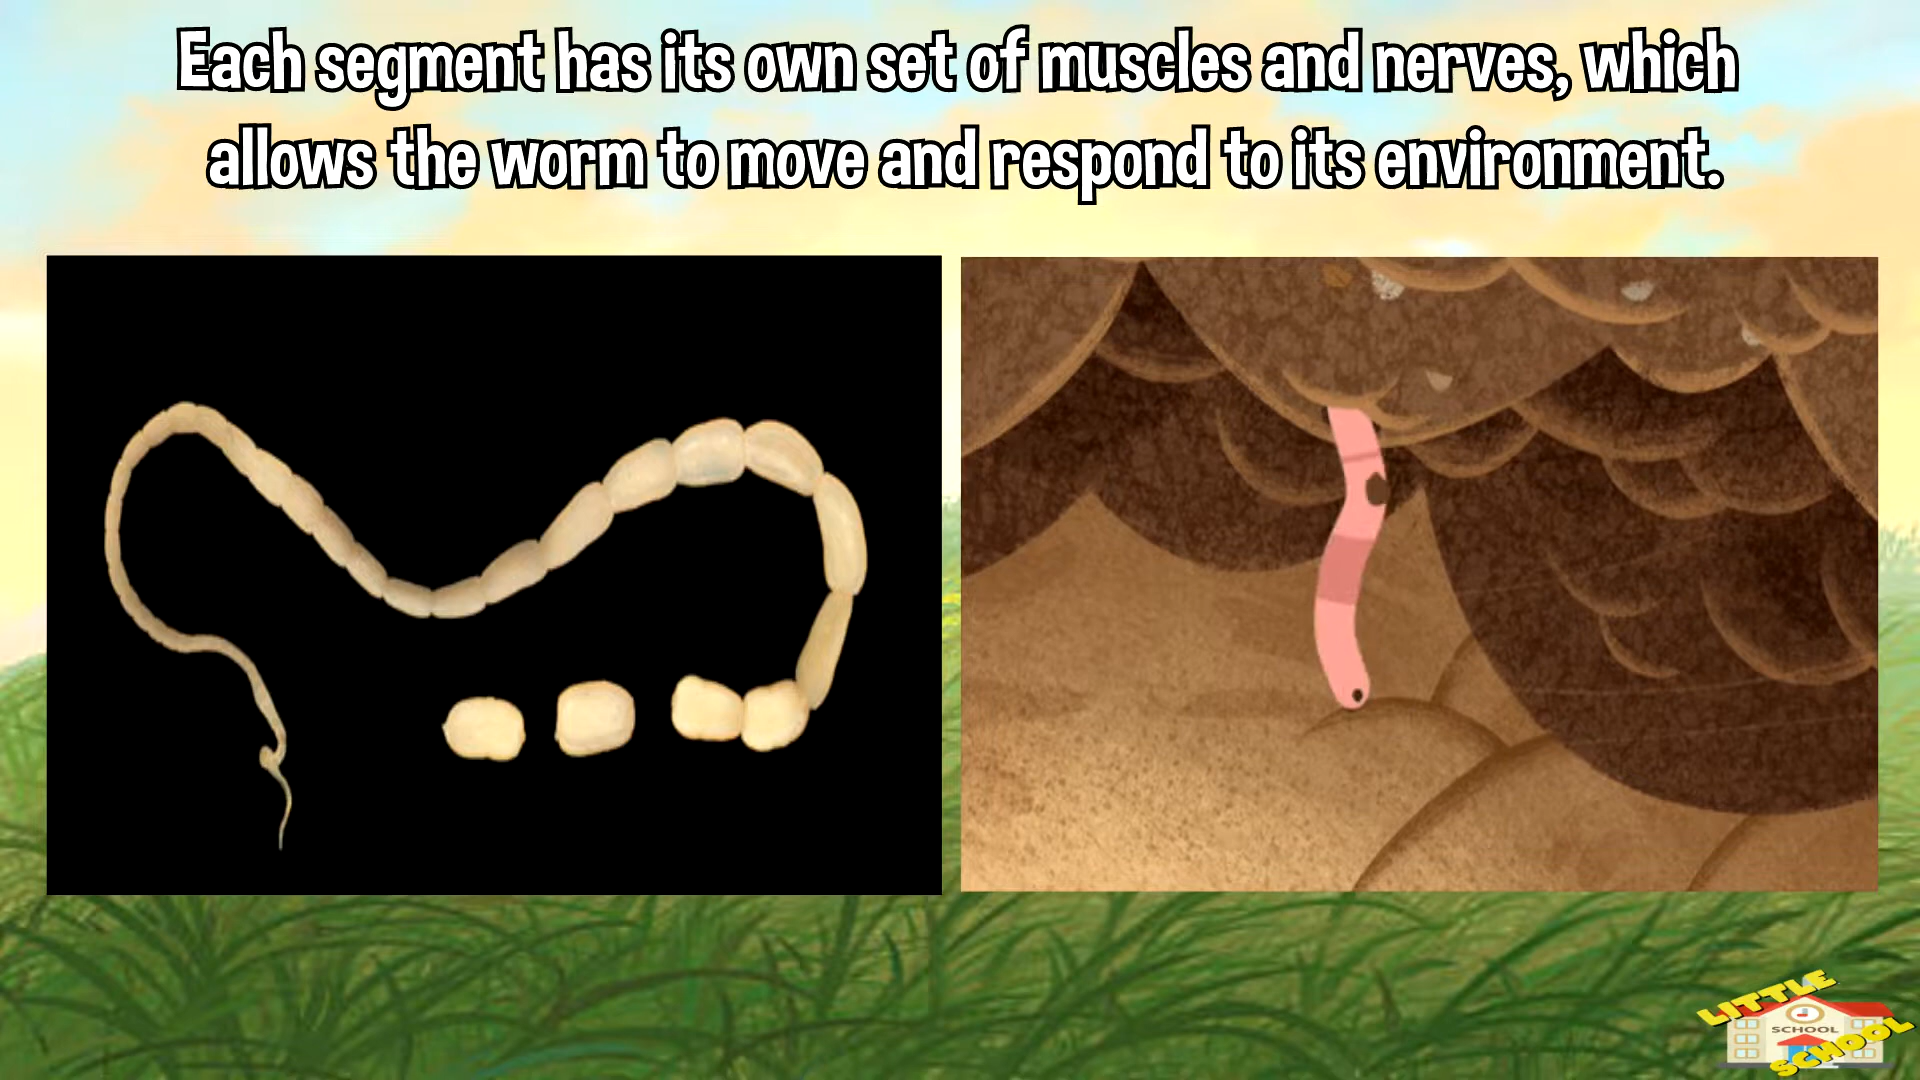 Each segment has its own set of muscles and nerves, which
allows the worm to move and respond to its environment.
LITTLE
SCHOOL
SCHOOL